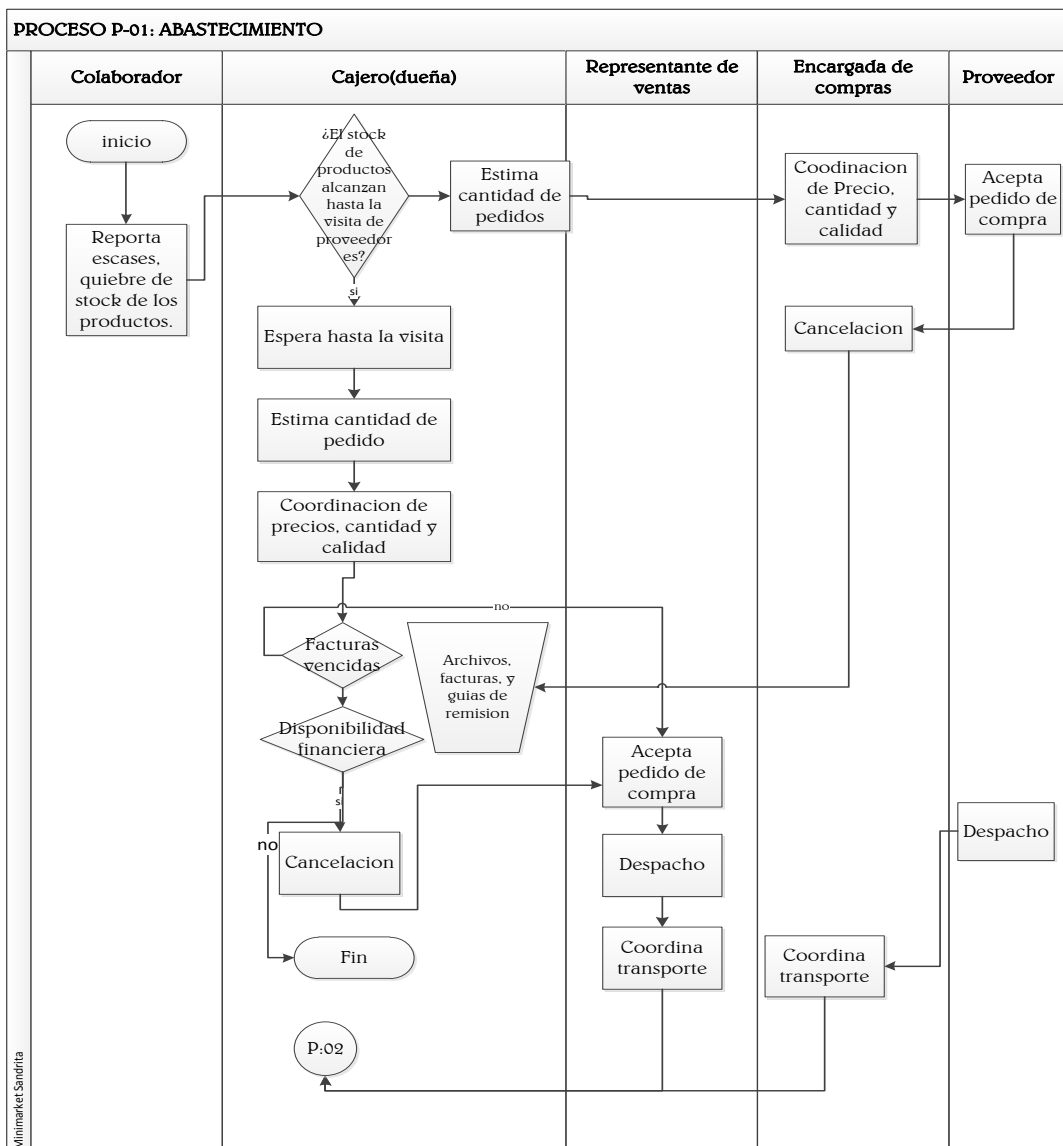 PROCESO P-01: ABASTECIMIENTO
Colaborador
Cajero(dueña)
Representante de
ventas
Encargada de
compras
Proveedor
inicio
Reporta
escases,
quiebre de
stock de los
productos.
¿El stock
de
productos
alcanzan
hasta la
visita de
proveedor
es?
Estima
cantidad de
pedidos
Coodinacion
de Precio,
cantidad y
calidad
Acepta
pedido de
compra
si
Espera hasta la visita
Cancelacion
Estima cantidad de
pedido
Coordinacion de
precios, cantidad y
calidad
no
Facturas
vencidas
Archivos,
facturas, y
guias de
remision
Disponibilidad
financiera
Acepta
pedido de
compra
si
no
Cancelacion
Despacho
Despacho
Fin
Coordina
transporte
Coordina
transporte
P:02
Minimarket Sandrita